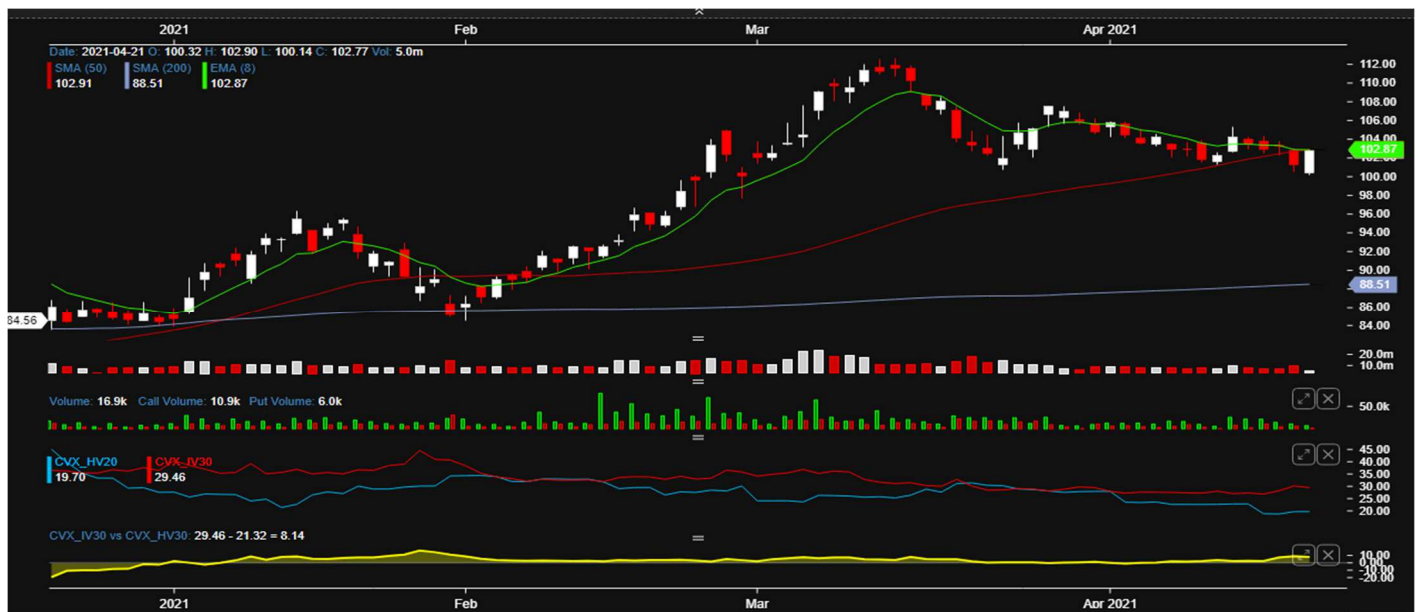 2021 Feb Mar Apr 2021
Date: 2021-04-21 O: 100.32 H: 102.90 L: 100.14 C: 102.77 Vol: 5.0m
SMA (50) SMA (200) EMA (8)
102.91 88.51 102.87
112.00
110.00
108.00
106.00
104.00
102.87
102.00
100.00
98.00
96.00
94.00
92.00
90.00
88.51
86.00
84.56
84.00
20.0m
10.0m
Volume: 16.9k Call Volume: 10.9k Put Volume: 6.0k
50.0k
CVX_HV20 CVX_IV30
19.70 29.46
45.00
40.00
35.00
30.00
25.00
20.00
CVX_IV30 vs CVX_HV30: 29.46 - 21.32 = 8.14
10.00
0.00
-10.00
-20.00
2021 Feb Mar Apr 2021